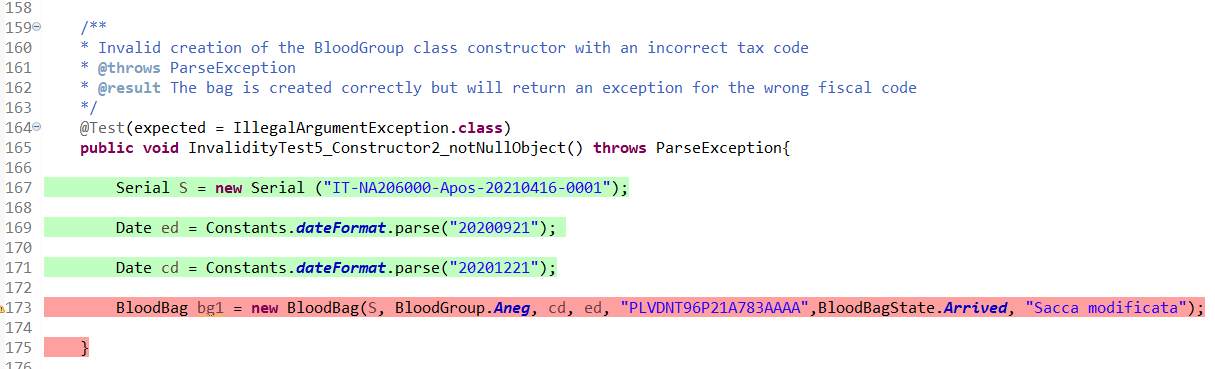 158
159 /**
160 * Invalid creation of the BloodGroup class constructor with an incorrect tax code
161 * @throws ParseException
162 * @result The bag is created correctly but will return an exception for the wrong fiscal code
163 */
164 @Test(expected = IllegalArgumentException.class)
165 public void InvalidityTest5_Constructor2_notNullObject() throws ParseException{
166
167 Serial S = new Serial ("IT-NA206000-Apos-20210416-0001");
168
169 Date ed = Constants.dateFormat.parse("20200921");
170
171 Date cd = Constants.dateFormat.parse("20201221");
172
173 BloodBag bg1 = new BloodBag(S, BloodGroup.Aneg, cd, ed, "PLVDNT96P21A783AAAA",BloodBagState.Arrived, "Sacca modificata");
174
175 }
176